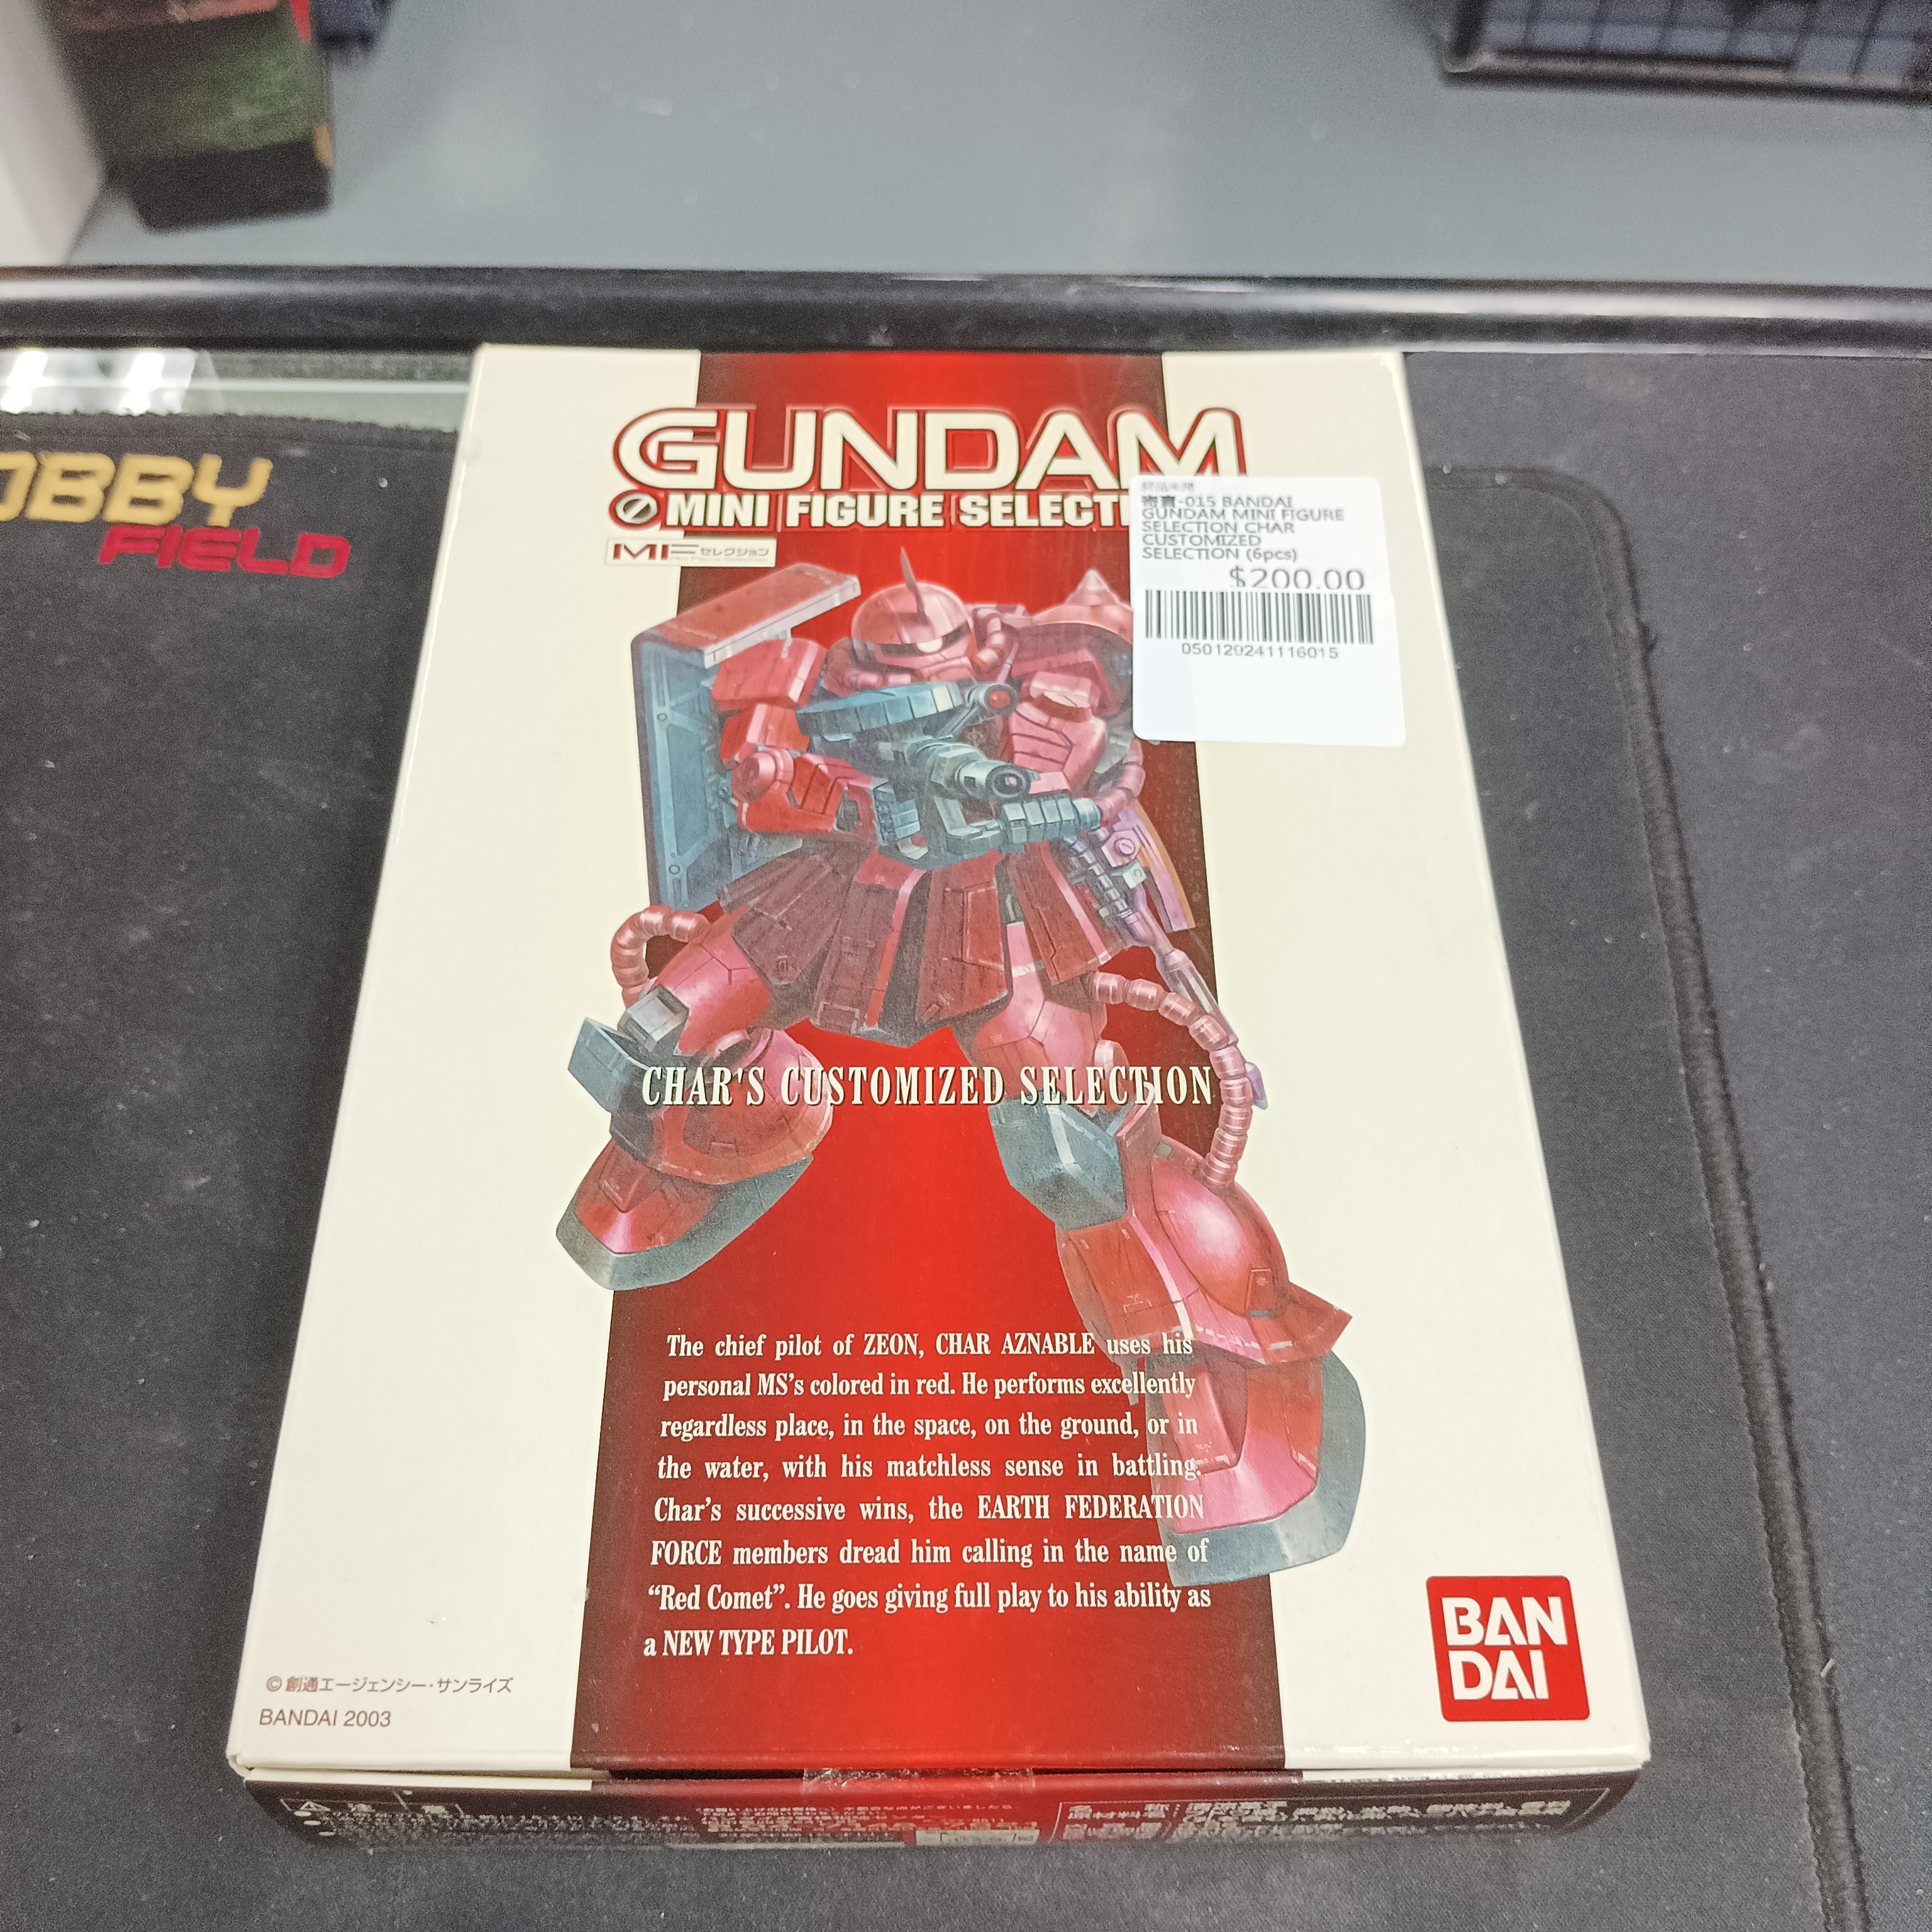 OBBY
FIELD
GUNDAM
MINI FIGURE SELECTI
MF セレクション
-015 BANDAI
GUNDAM MINI FIGURE
SELECTION CHAR
CUSTOMIZED
SELECTION (6pcs)
$200.00
050129241116015
CHAR'S CUSTOMIZED SELECTION
The chief pilot of ZEON, CHAR AZNABLE uses his
personal MS's colored in red. He performs excellently
regardless place, in the space, on the ground, or in
the water, with his matchless sense in battling.
Char's successive wins, the EARTH FEDERATION
FORCE members dread him calling in the name of
“Red Comet”. He goes giving full play to his ability as
a NEW TYPE PILOT.
© 創通エージェンシー・サンライズ
BANDAI 2003
BAN
DAI